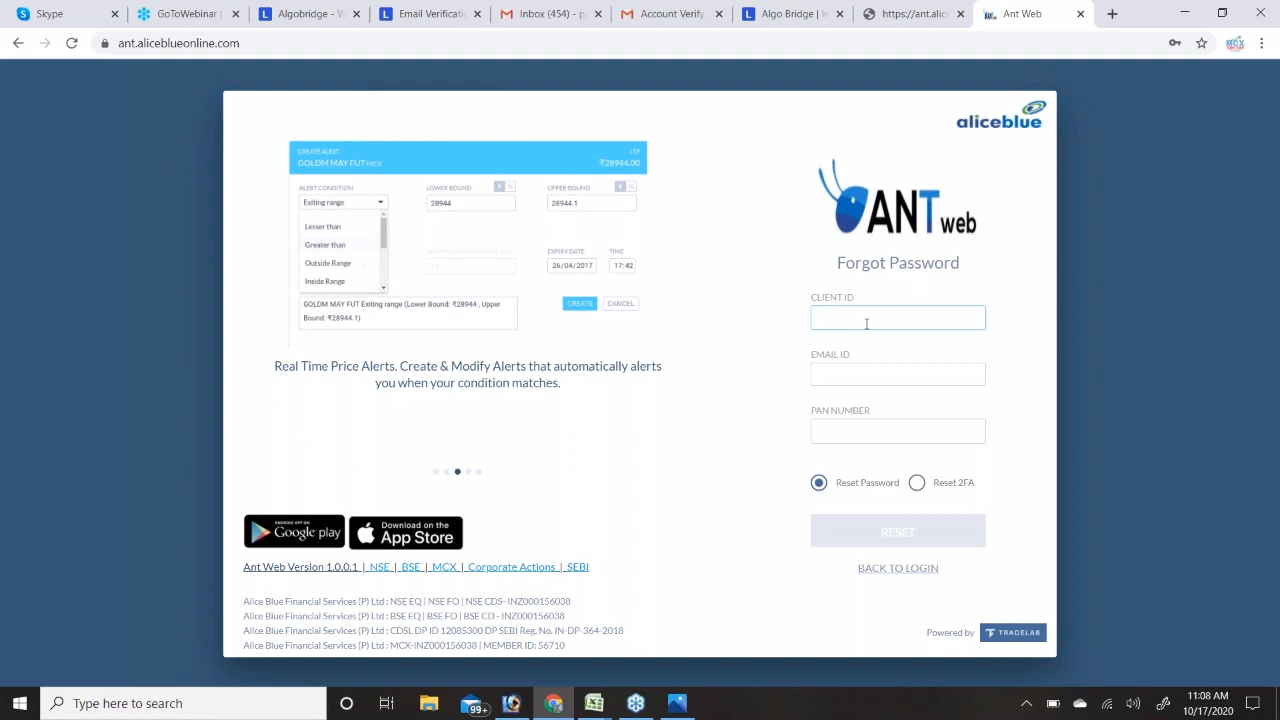 Skype
GoToWebinar
support.aliceblue
Inbox (454) - p
Account Verify
Algo Bridge | In
https://ant.alic
Ant Web
ant.aliceblueonline.com
aliceblue
CREATE ALERT
LTP
GOLDM MAY FUT MCX
₹28944.00
ALERT CONDITION
LOWER BOUND
₹ %
UPPER BOUND
₹ %
Exiting range
28944
28944.1
Lesser than
Greater than
Outside Range
Inside Range
EXPIRY DATE
TIME
26/04/2017
17:42
GOLDM MAY FUT Exiting range (Lower Bound: ₹28944 , Upper
Bound: ₹28944.1)
CREATE
CANCEL
Real Time Price Alerts. Create & Modify Alerts that automatically alerts
you when your condition matches.
ANDROID APP ON
Google play
Download on the
App Store
Ant Web Version 1.0.0.1 | NSE | BSE | MCX | Corporate Actions | SEBI
Alice Blue Financial Services (P) Ltd : NSE EQ | NSE FO | NSE CDS- INZ000156038
Alice Blue Financial Services (P) Ltd : BSE EQ | BSE FO | BSE CD - INZ000156038
Alice Blue Financial Services (P) Ltd : CDSL DP ID 12085300 DP SEBI Reg. No. IN-DP-364-2018
Alice Blue Financial Services (P) Ltd : MCX-INZ000156038 | MEMBER ID: 56710
ANT web
Forgot Password
CLIENT ID
EMAIL ID
PAN NUMBER
Reset Password
Reset 2FA
RESET
BACK TO LOGIN
Powered by TRADELAB
Type here to search
99+
11:08 AM
10/17/2020